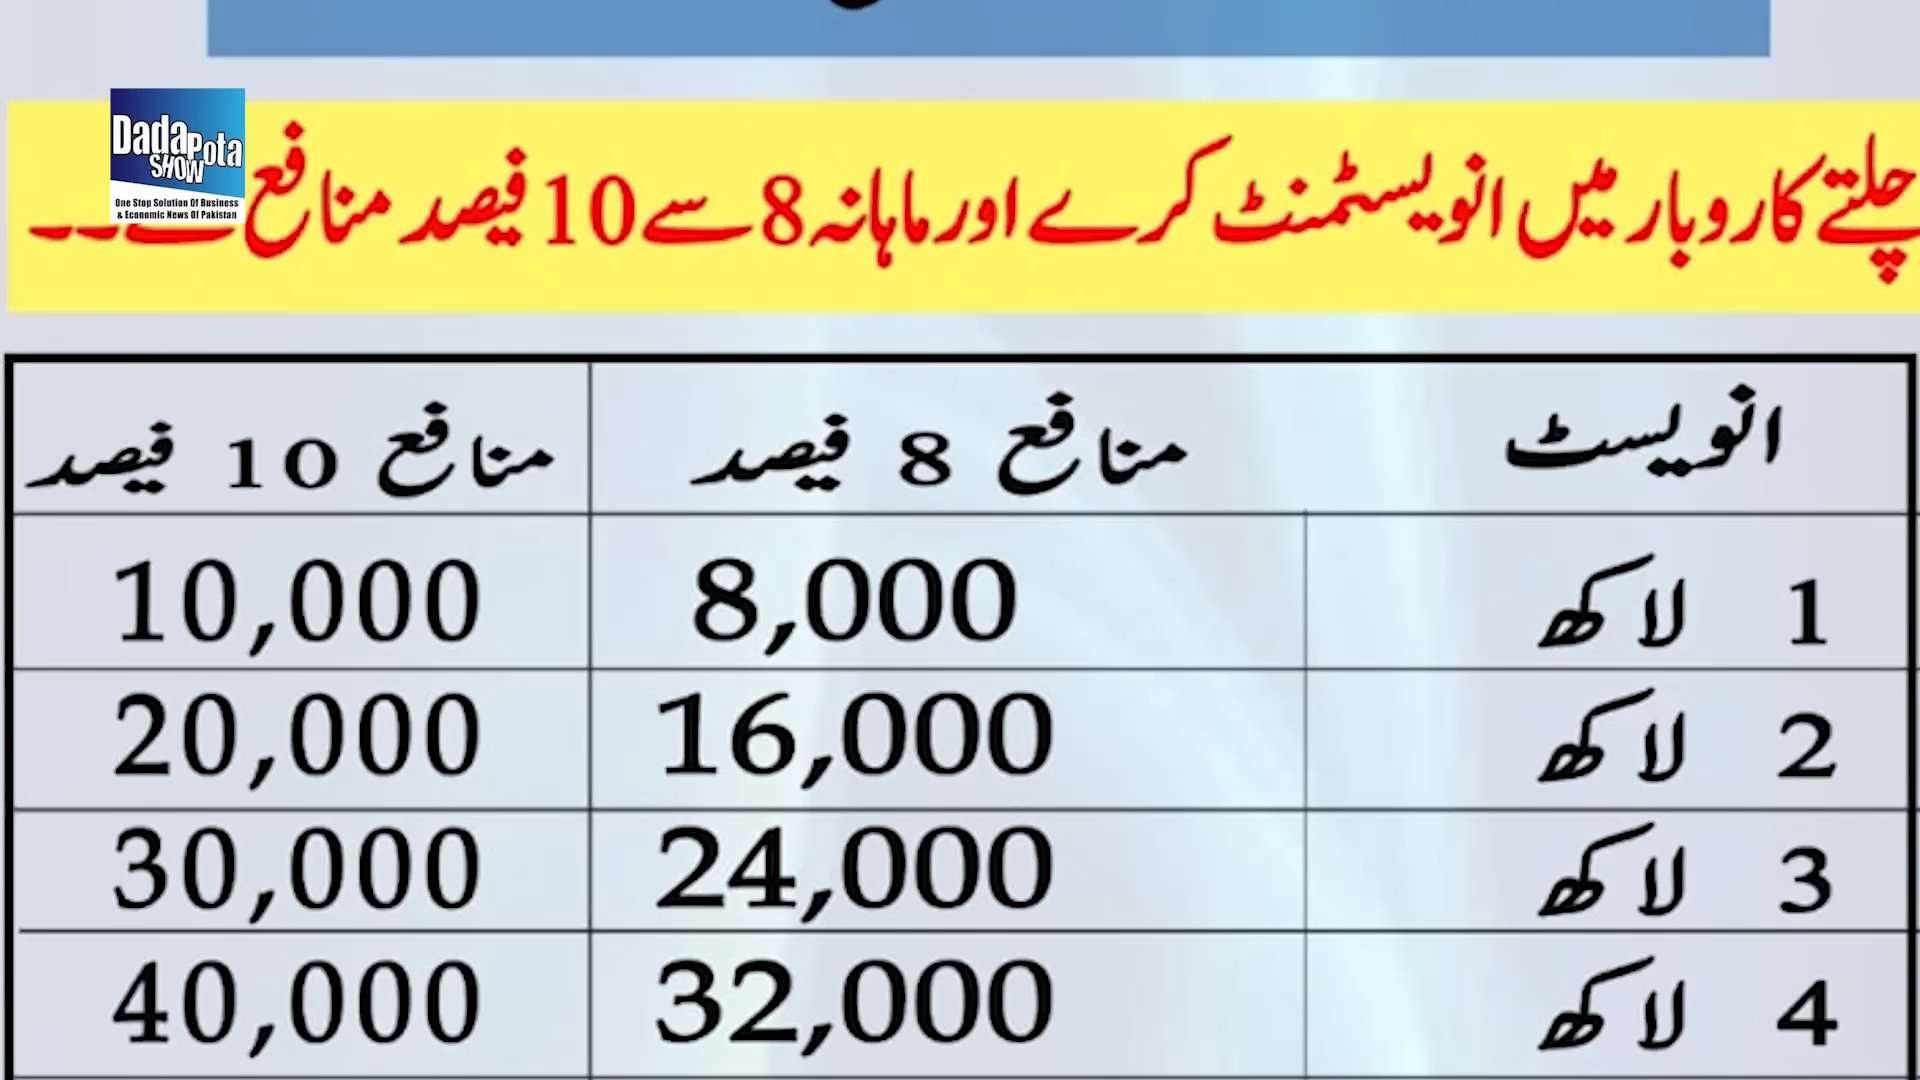 Dada Pota
SHOW
One Stop Solution Of Business
& Economic News Of Pakistan
چلتے کاروبار میں انویسٹمنٹ کرے اور ماہانہ 8 سے 10 فیصد منافع
انویسٹ منافع 8 فیصد منافع 10 فیصد
1 لاکھ 8,000 10,000
2 لاکھ 16,000 20,000
3 لاکھ 24,000 30,000
4 لاکھ 32,000 40,000